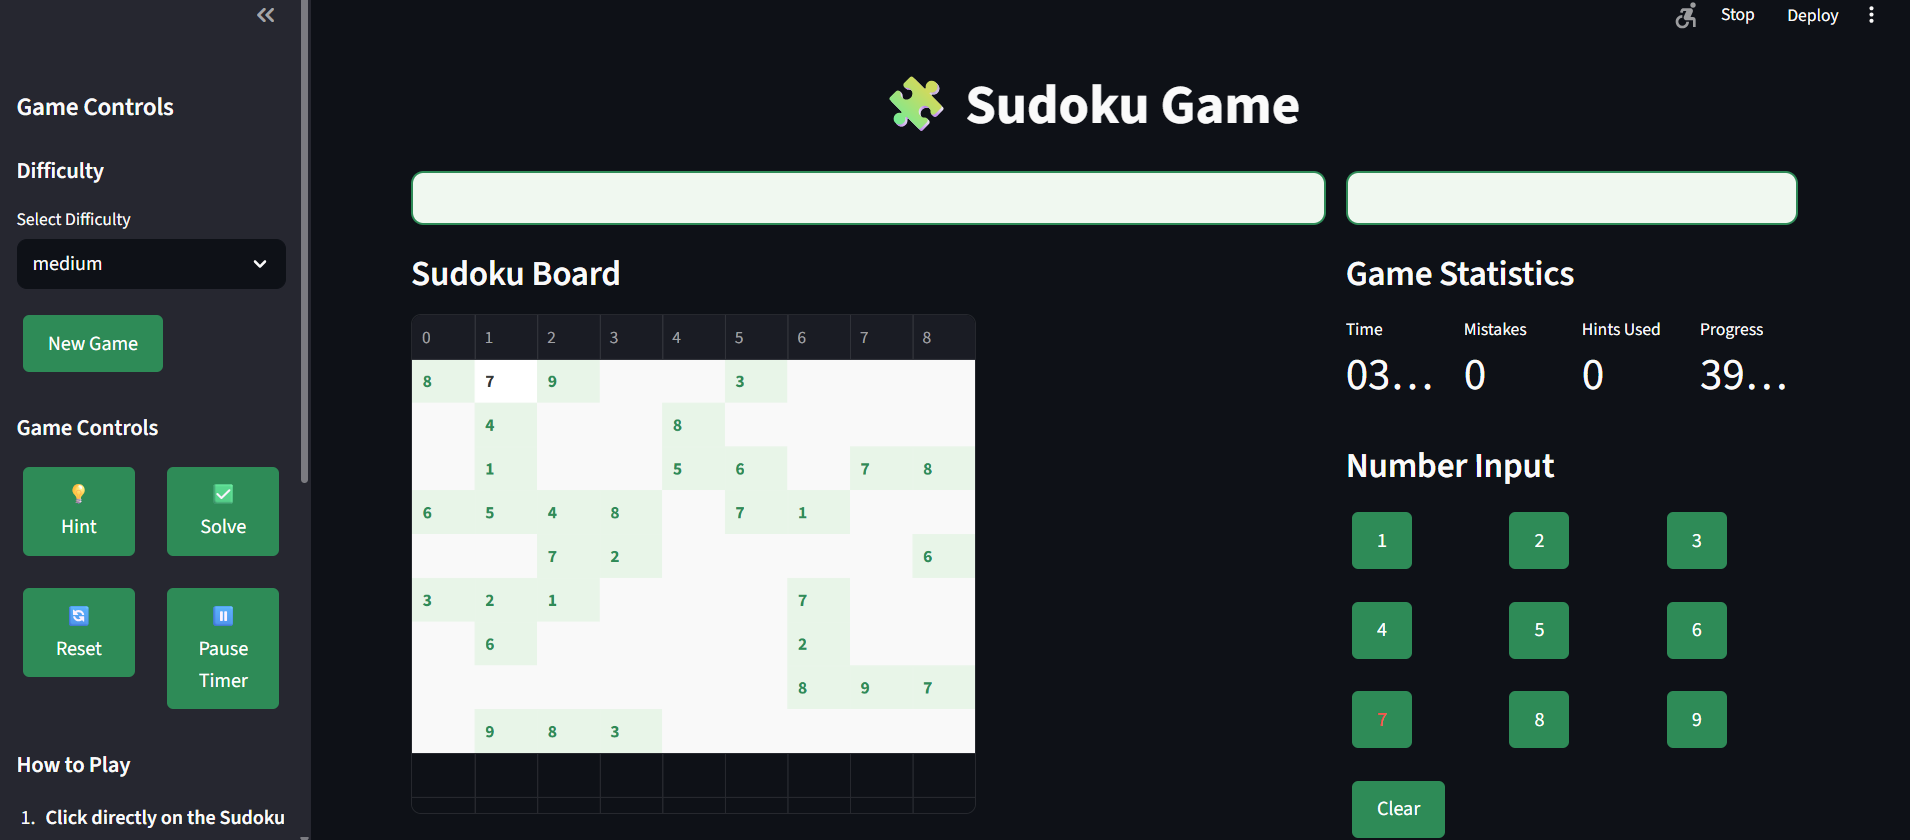 Stop Deploy
Game Controls
Difficulty
Select Difficulty
medium
New Game
Game Controls
Hint
Solve
Reset
Pause
Timer
How to Play
1. Click directly on the Sudoku
Sudoku Game
Sudoku Board
0 1 2 3 4 5 6 7 8
8 7 9 3
4 8
1 5 6 7 8
6 5 4 8 7 1
7 2 6
3 2 1 7
6 2
8 9 7
9 8 3
Game Statistics
Time Mistakes Hints Used Progress
03... 0 0 39...
Number Input
1 2 3
4 5 6
7 8 9
Clear